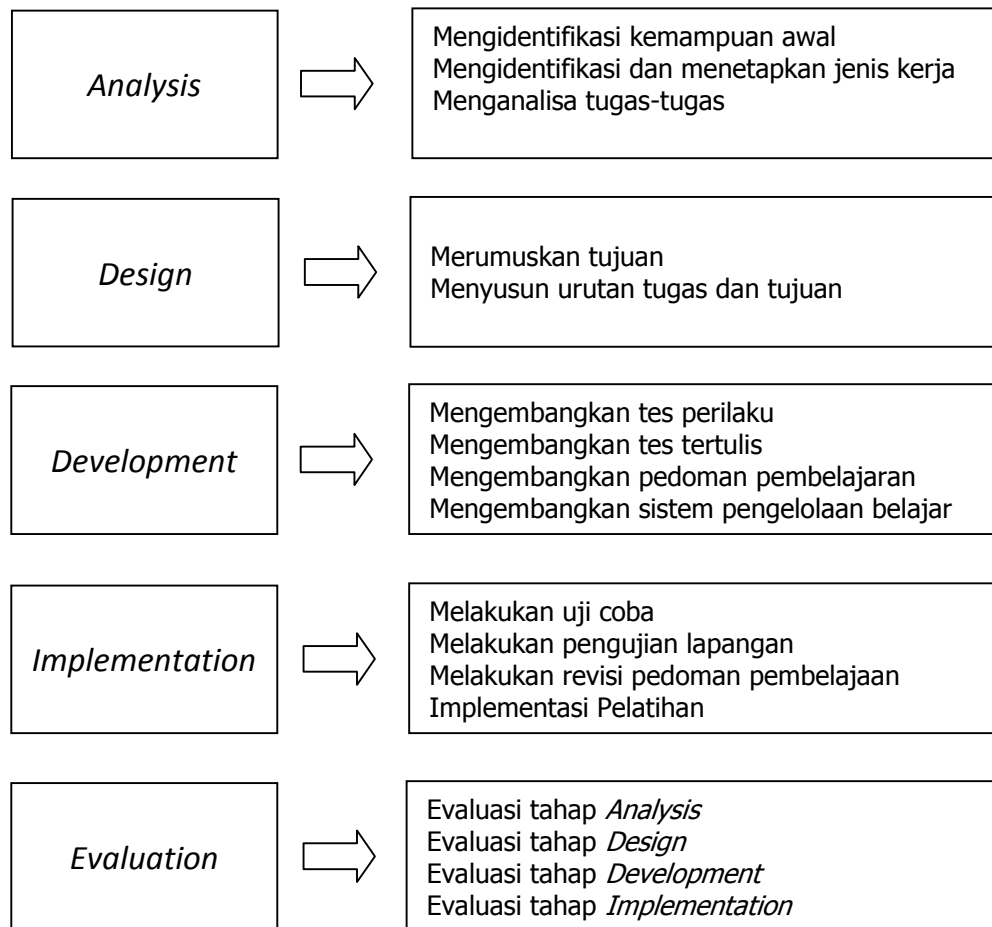 Analysis
Mengidentifikasi kemampuan awal
Mengidentifikasi dan menetapkan jenis kerja
Menganalisa tugas-tugas
Design
Merumuskan tujuan
Menyusun urutan tugas dan tujuan
Development
Mengembangkan tes perilaku
Mengembangkan tes tertulis
Mengembangkan pedoman pembelajaran
Mengembangkan sistem pengelolaan belajar
Implementation
Melakukan uji coba
Melakukan pengujian lapangan
Melakukan revisi pedoman pembelajaan
Implementasi Pelatihan
Evaluation
Evaluasi tahap Analysis
Evaluasi tahap Design
Evaluasi tahap Development
Evaluasi tahap Implementation